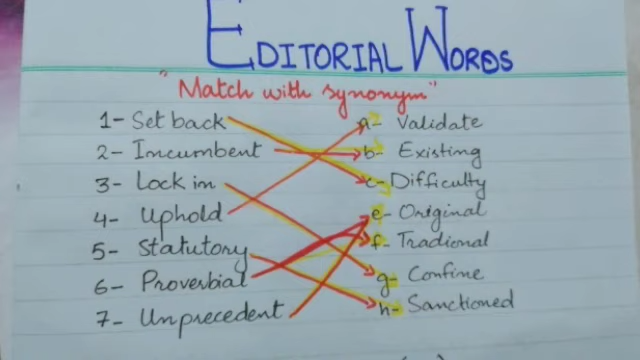 EDITORIAL WORDS
"Match with synonym"
1- Set back a- Validate
2- Incumbent b- Existing
3- Lock in c- Difficulty
4- Uphold e- Original
5- Statutory f- Tradional
6- Proverbial g- Confine
7- Unprecedent h- Sanctioned